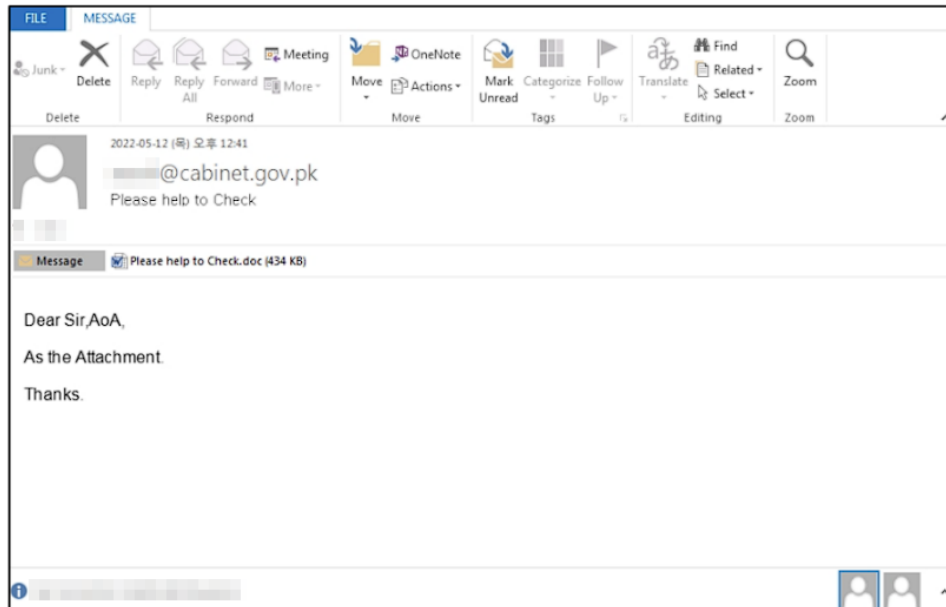 FILE MESSAGE
Junk
Delete
Reply
Reply
All
Forward
Meeting
More
Move
OneNote
Actions
Mark
Unread
Categorize
Follow
Up
Translate
Find
Related
Select
Zoom
Delete Respond Move Tags Editing Zoom
2022-05-12 (목) 오후 12:41
@cabinet.gov.pk
Please help to Check
Message Please help to Check.doc (434 KB)
Dear Sir,AoA,
As the Attachment.
Thanks.